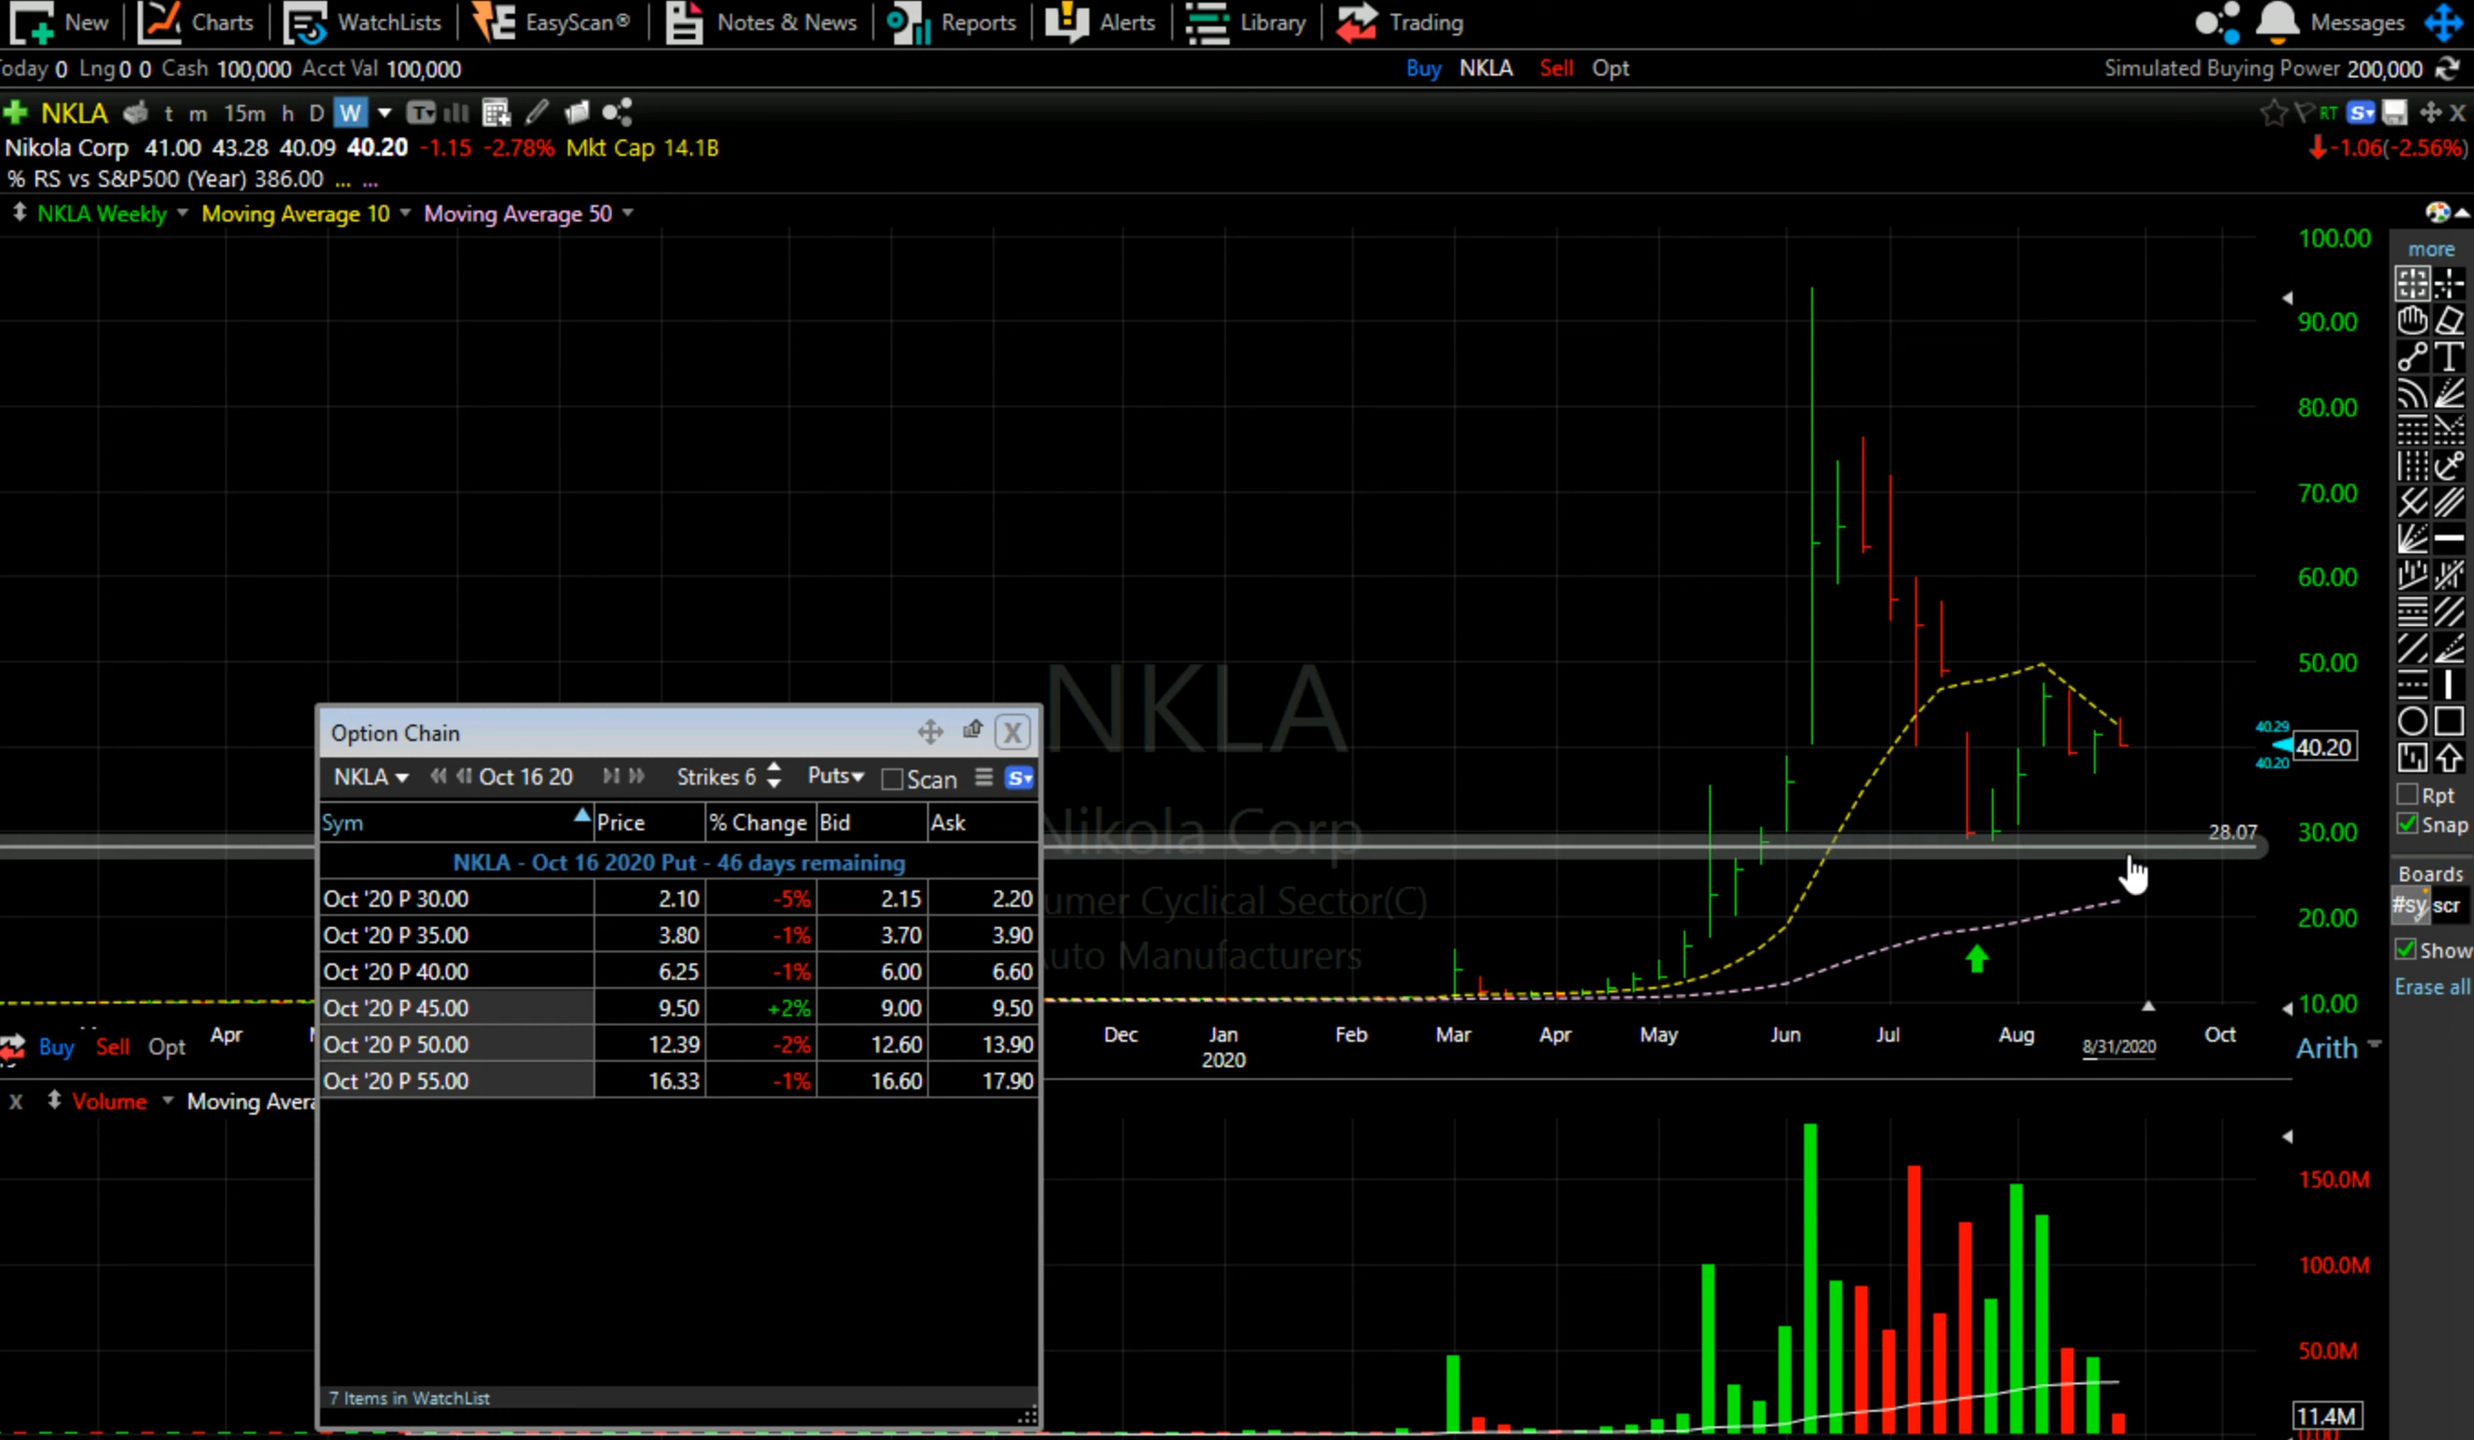 New Charts WatchLists EasyScan® Notes & News Reports Alerts Library Trading Messages
oday 0 Lng 0 0 Cash 100,000 Acct Val 100,000 Buy NKLA Sell Opt Simulated Buying Power 200,000
NKLA t m 15m h D W RT S
Nikola Corp 41.00 43.28 40.09 40.20 -1.15 -2.78% Mkt Cap 14.1B -1.06(-2.56%)
% RS vs S&P500 (Year) 386.00 ... ...
NKLA Weekly Moving Average 10 Moving Average 50
more
100.00
90.00
80.00
70.00
60.00
50.00
40.29
40.20
40.20
30.00
28.07
20.00
10.00
NKLA
Nikola Corp
umer Cyclical Sector(C)
Auto Manufacturers
Option Chain X
NKLA Oct 16 20 Strikes 6 Puts Scan S
Sym Price % Change Bid Ask
NKLA - Oct 16 2020 Put - 46 days remaining
Oct '20 P 30.00 2.10 -5% 2.15 2.20
Oct '20 P 35.00 3.80 -1% 3.70 3.90
Oct '20 P 40.00 6.25 -1% 6.00 6.60
Oct '20 P 45.00 9.50 +2% 9.00 9.50
Oct '20 P 50.00 12.39 -2% 12.60 13.90
Oct '20 P 55.00 16.33 -1% 16.60 17.90
7 Items in WatchList
Rpt
Snap
Boards
#sy scr
Show
Erase all
Apr Dec Jan Feb Mar Apr May Jun Jul Aug 8/31/2020 Oct
2020
Arith
Buy Sell Opt
X Volume Moving Avera
150.0M
100.0M
50.0M
11.4M